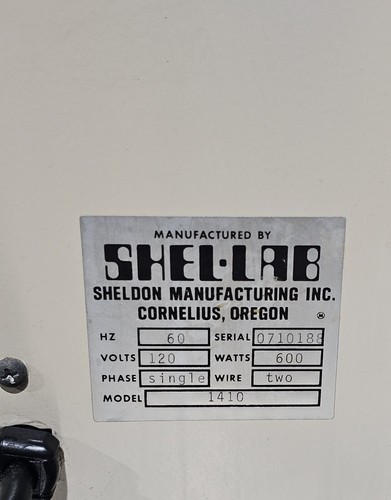 MANUFACTURED BY
SHEL·LAB
SHELDON MANUFACTURING INC.
CORNELIUS, OREGON ®
HZ 60 SERIAL 0710188
VOLTS 120 WATTS 600
PHASE single WIRE two
MODEL 1410